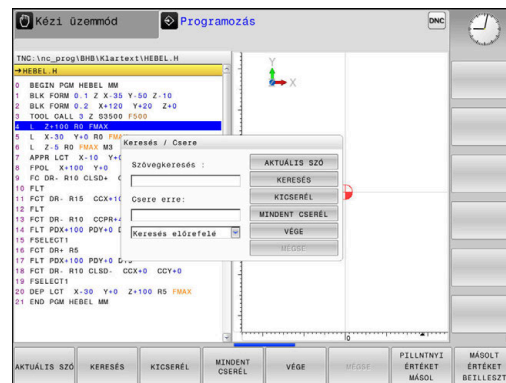 Kézi üzemmód
Programozás
DNC
TNC:\nc_prog\BHB\Klartext\HEBEL.H
→HEBEL.H
0 BEGIN PGM HEBEL MM
1 BLK FORM 0.1 Z X-35 Y-50 Z-10
2 BLK FORM 0.2 X+120 Y+20 Z+0
3 TOOL CALL 3 Z S3500 F500
4 L Z+100 R0 FMAX
5 L X-30 Y+0 R0 FMAX
6 L Z-5 R0 FMAX M3
7 APPR LCT X-10 Y+0
8 FPOL X+100 Y+0
9 FC DR- R10 CLSD+
10 FLT
11 FCT DR- R15 CCX+10
12 FLT
13 FCT DR- R10 CCPR+
14 FLT PDX+100 PDY+0
15 FSELECT1
16 FCT DR+ R5
17 FLT PDX+100 PDY+0
18 FCT DR- R10 CLSD- CCX+0 CCY+0
19 FSELECT1
20 DEP LCT X-30 Y+0 Z+100 R5 FMAX
21 END PGM HEBEL MM
Y
X
0
Keresés / Csere
Szövegkeresés :
Csere erre:
Keresés előrefelé
AKTUÁLIS SZÓ
KERESÉS
KICSERÉL
MINDENT CSERÉL
VÉGE
MÉGSE
AKTUÁLIS SZÓ
KERESÉS
KICSERÉL
MINDENT
CSERÉL
VÉGE
MÉGSE
PILLNTNYI
ÉRTÉKET
MÁSOL
MÁSOLT
ÉRTÉKET
BEILLESZT